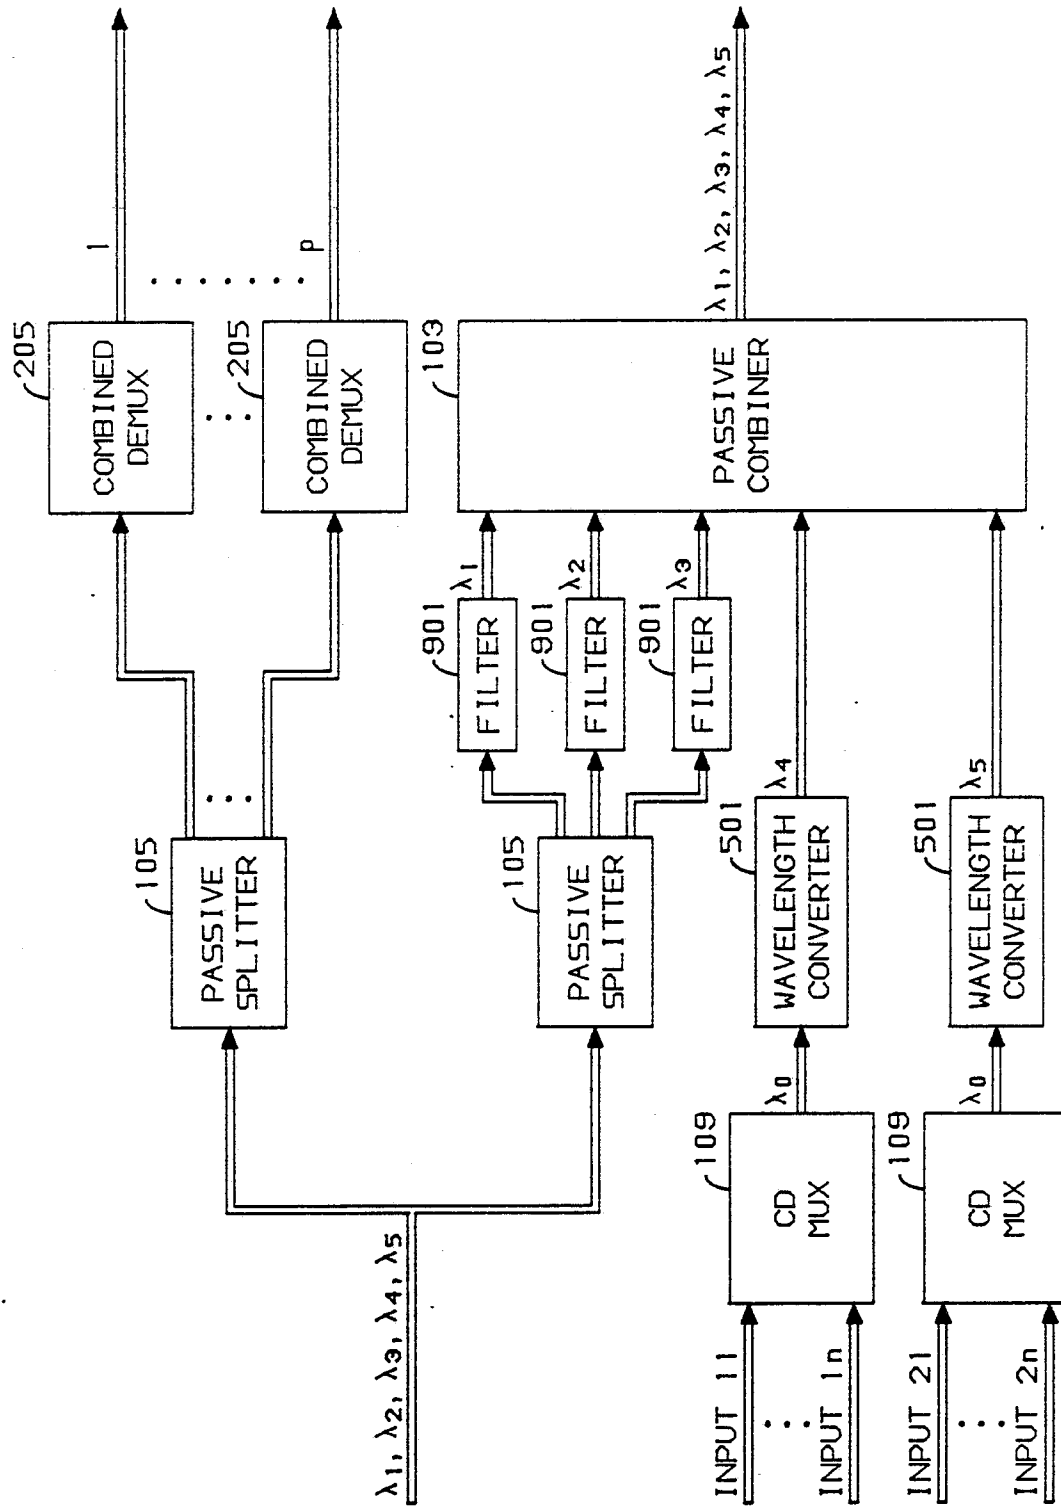 λ1, λ2, λ3, λ4, λ5
105
PASSIVE
SPLITTER
205
COMBINED
DEMUX
1
205
COMBINED
DEMUX
p
105
PASSIVE
SPLITTER
901
FILTER
λ1
901
FILTER
λ2
901
FILTER
λ3
103
PASSIVE
COMBINER
λ1, λ2, λ3, λ4, λ5
INPUT 11
INPUT 1n
109
CD
MUX
λ0
501
WAVELENGTH
CONVERTER
λ4
INPUT 21
INPUT 2n
109
CD
MUX
λ0
501
WAVELENGTH
CONVERTER
λ5